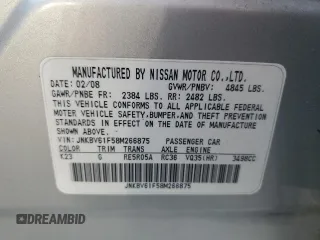 MANUFACTURED BY NISSAN MOTOR CO.,LTD.
DATE: 02/08 GVWR/PNBV: 4845 LBS.
GAWR/PNBE FR: 2384 LBS. RR: 2482 LBS.
THIS VEHICLE CONFORMS TO ALL APPLICABLE FEDERAL
MOTOR VEHICLE SAFETY, BUMPER, AND THEFT PREVENTION
STANDARDS IN EFFECT ON THE DATE OF
MANUFACTURE SHOWN ABOVE.
VIN: JNKBV61F58M266875 PASSENGER CAR
COLOR TRIM TRANS AXLE ENGINE
K23 G RE5R05A RC38 VQ35(HR) 3498CC
JNKBV61F58M266875
DEALERSHIP.com